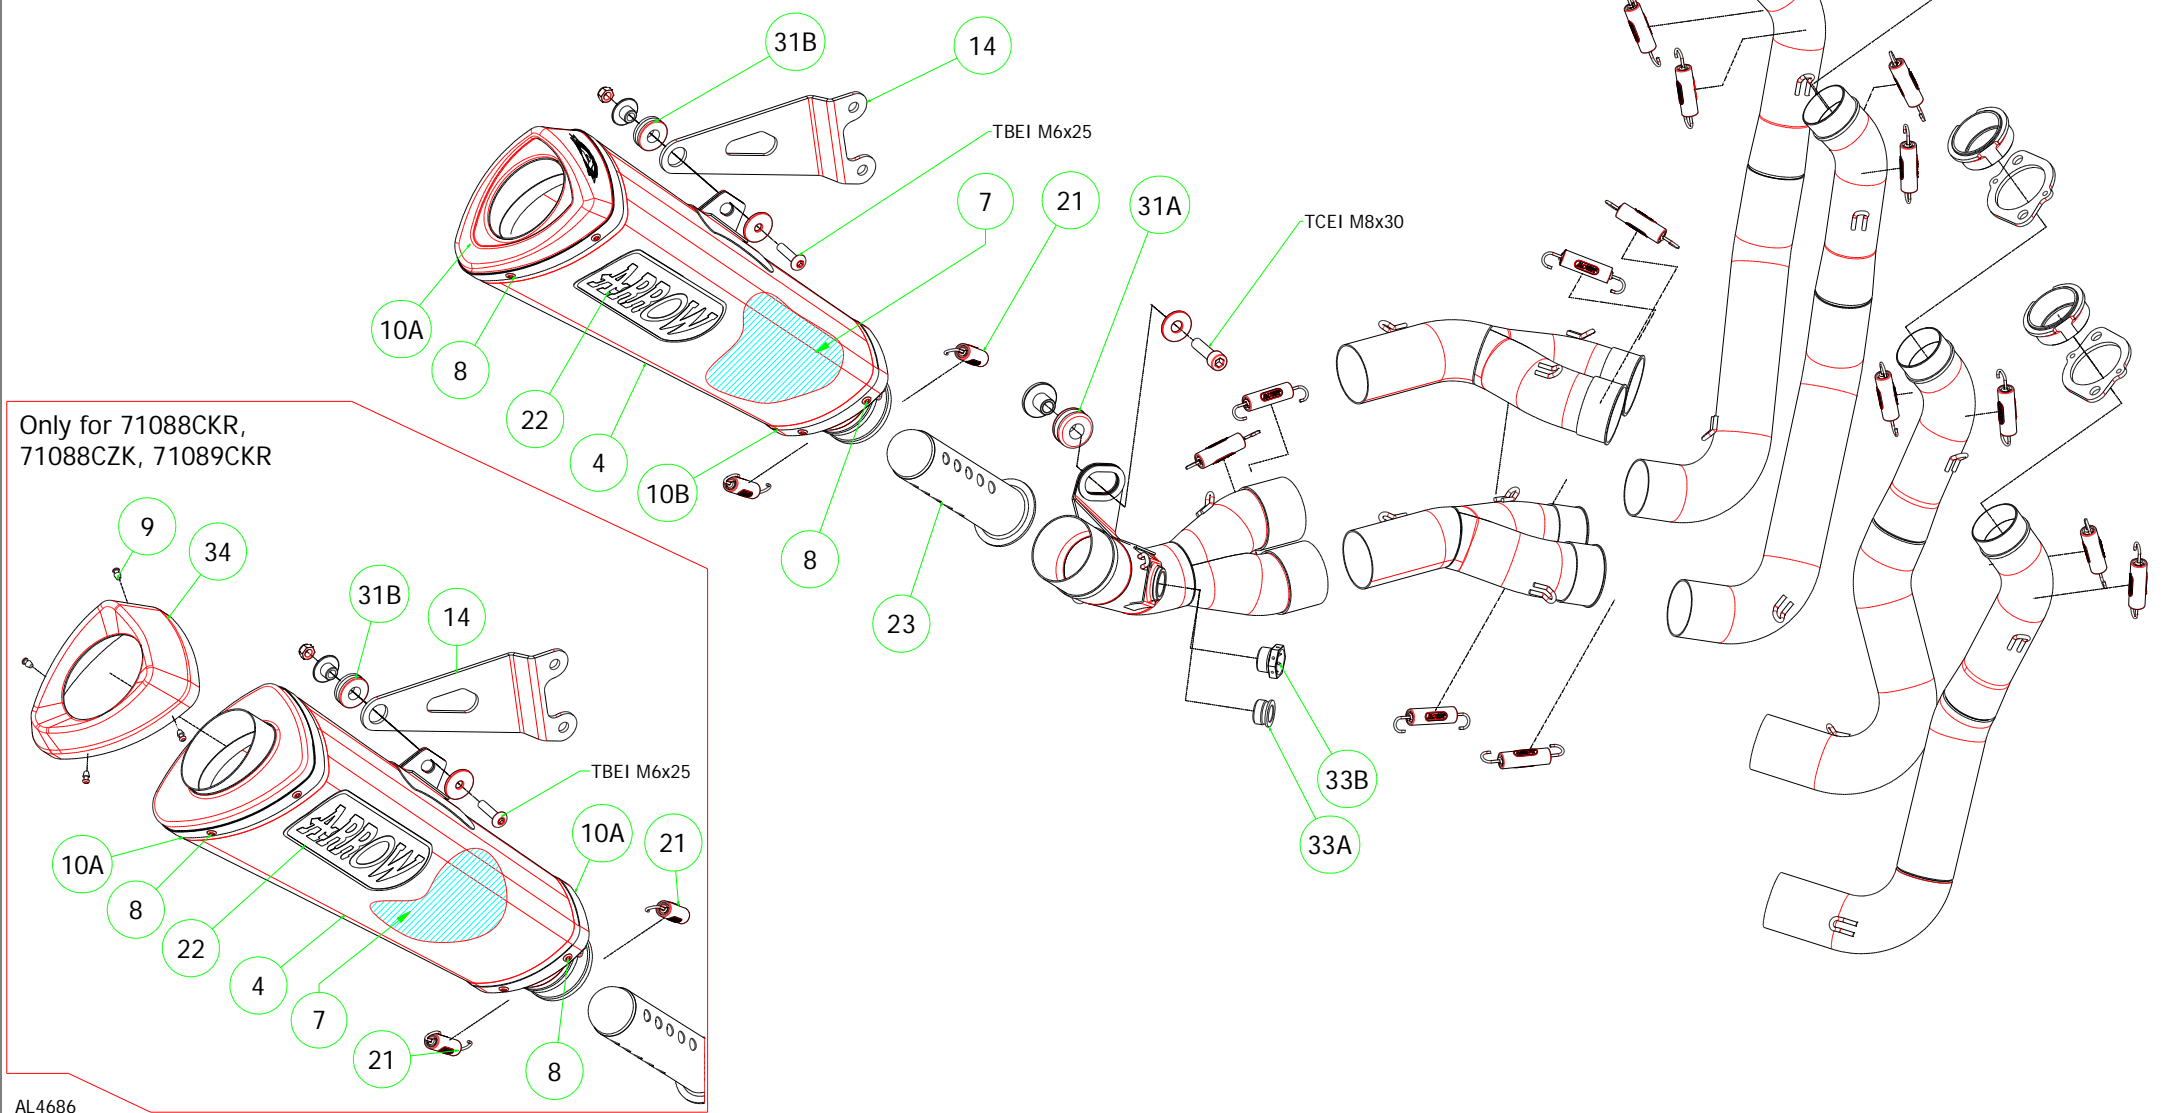 31B
14
TBEI M6x25
7
21
31A
TCEI M8x30
10A
8
22
ARROW
4
10B
8
23
33B
33A
Only for 71088CKR,
71088CZK, 71089CKR
9
34
31B
14
TBEI M6x25
10A
21
10A
8
22
ARROW
4
7
21
8
AL4686